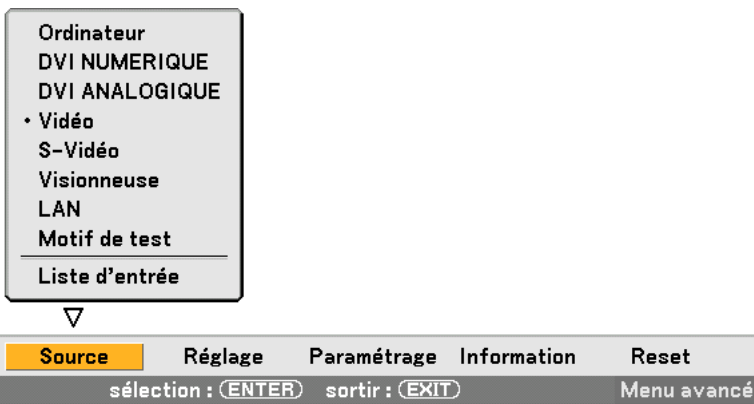 Ordinateur
DVI NUMERIQUE
DVI ANALOGIQUE
• Vidéo
S-Vidéo
Visionneuse
LAN
Motif de test
Liste d'entrée
Source Réglage Paramétrage Information Reset
sélection : ENTER sortir : EXIT Menu avancé